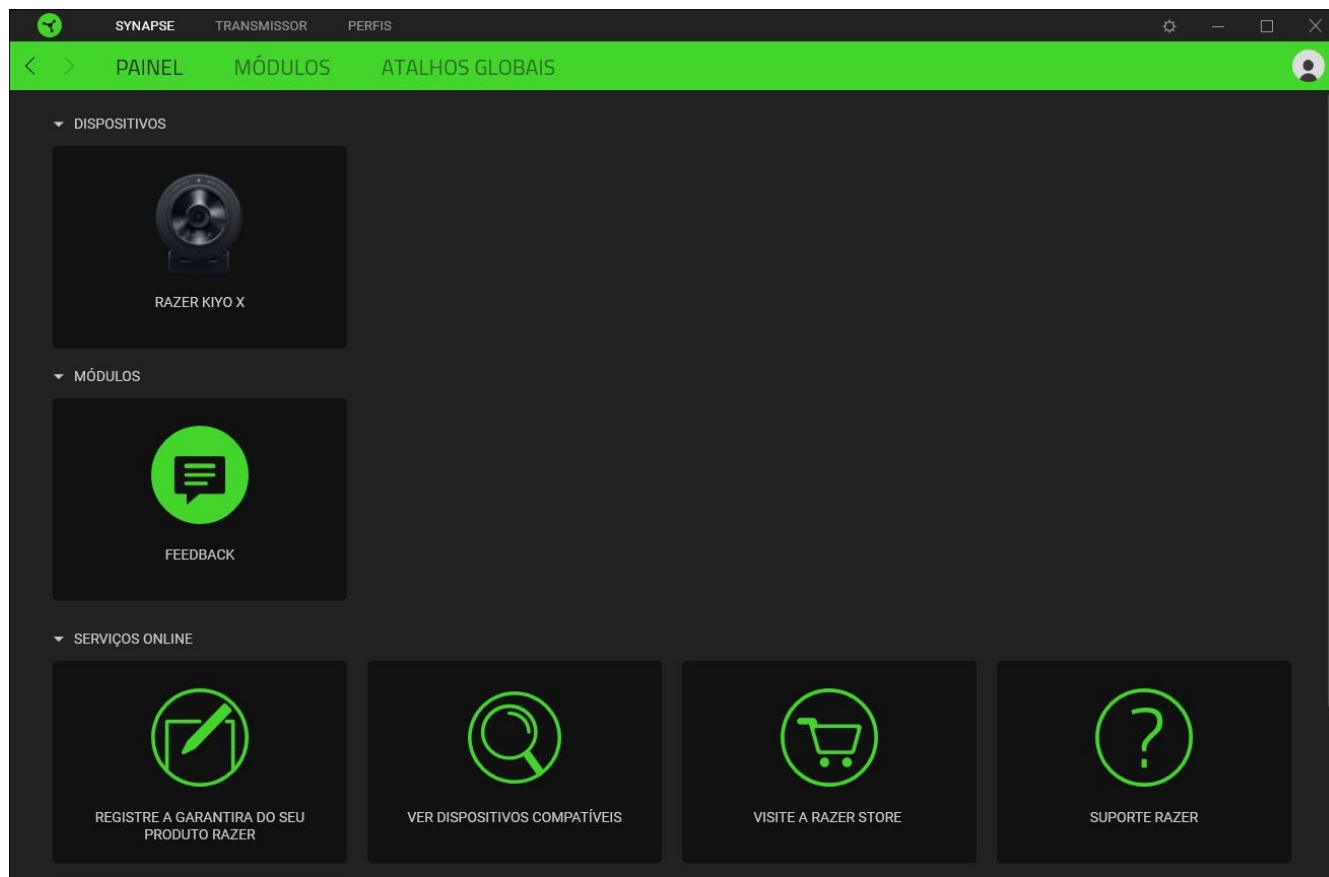 SYNAPSE TRANSMISSOR PERFIS
PAINEL MÓDULOS ATALHOS GLOBAIS
DISPOSITIVOS
RAZER KIYO X
MÓDULOS
FEEDBACK
SERVIÇOS ONLINE
REGISTRE A GARANTIRA DO SEU
PRODUTO RAZER
VER DISPOSITIVOS COMPATÍVEIS
VISITE A RAZER STORE
SUPORTE RAZER